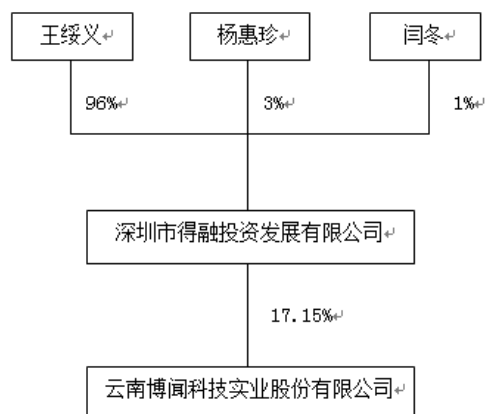 王绥义 杨惠珍 闫冬
96% 3% 1%
深圳市得融投资发展有限公司
17.15%
云南博闻科技实业股份有限公司